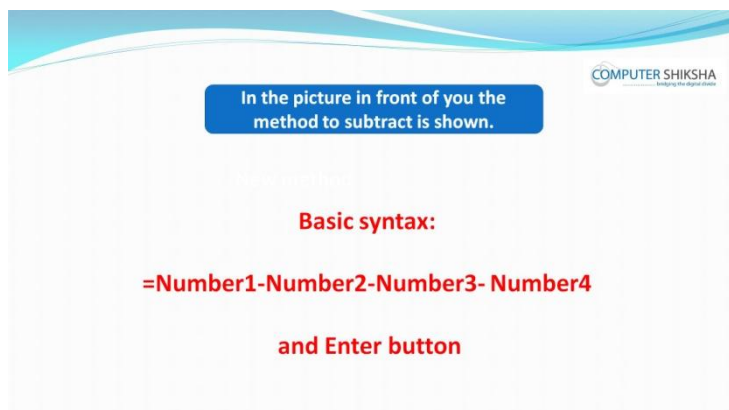 COMPUTER SHIKSHA
bridging the digital divide
In the picture in front of you the
method to subtract is shown.
Basic syntax:
=Number1-Number2-Number3- Number4
and Enter button